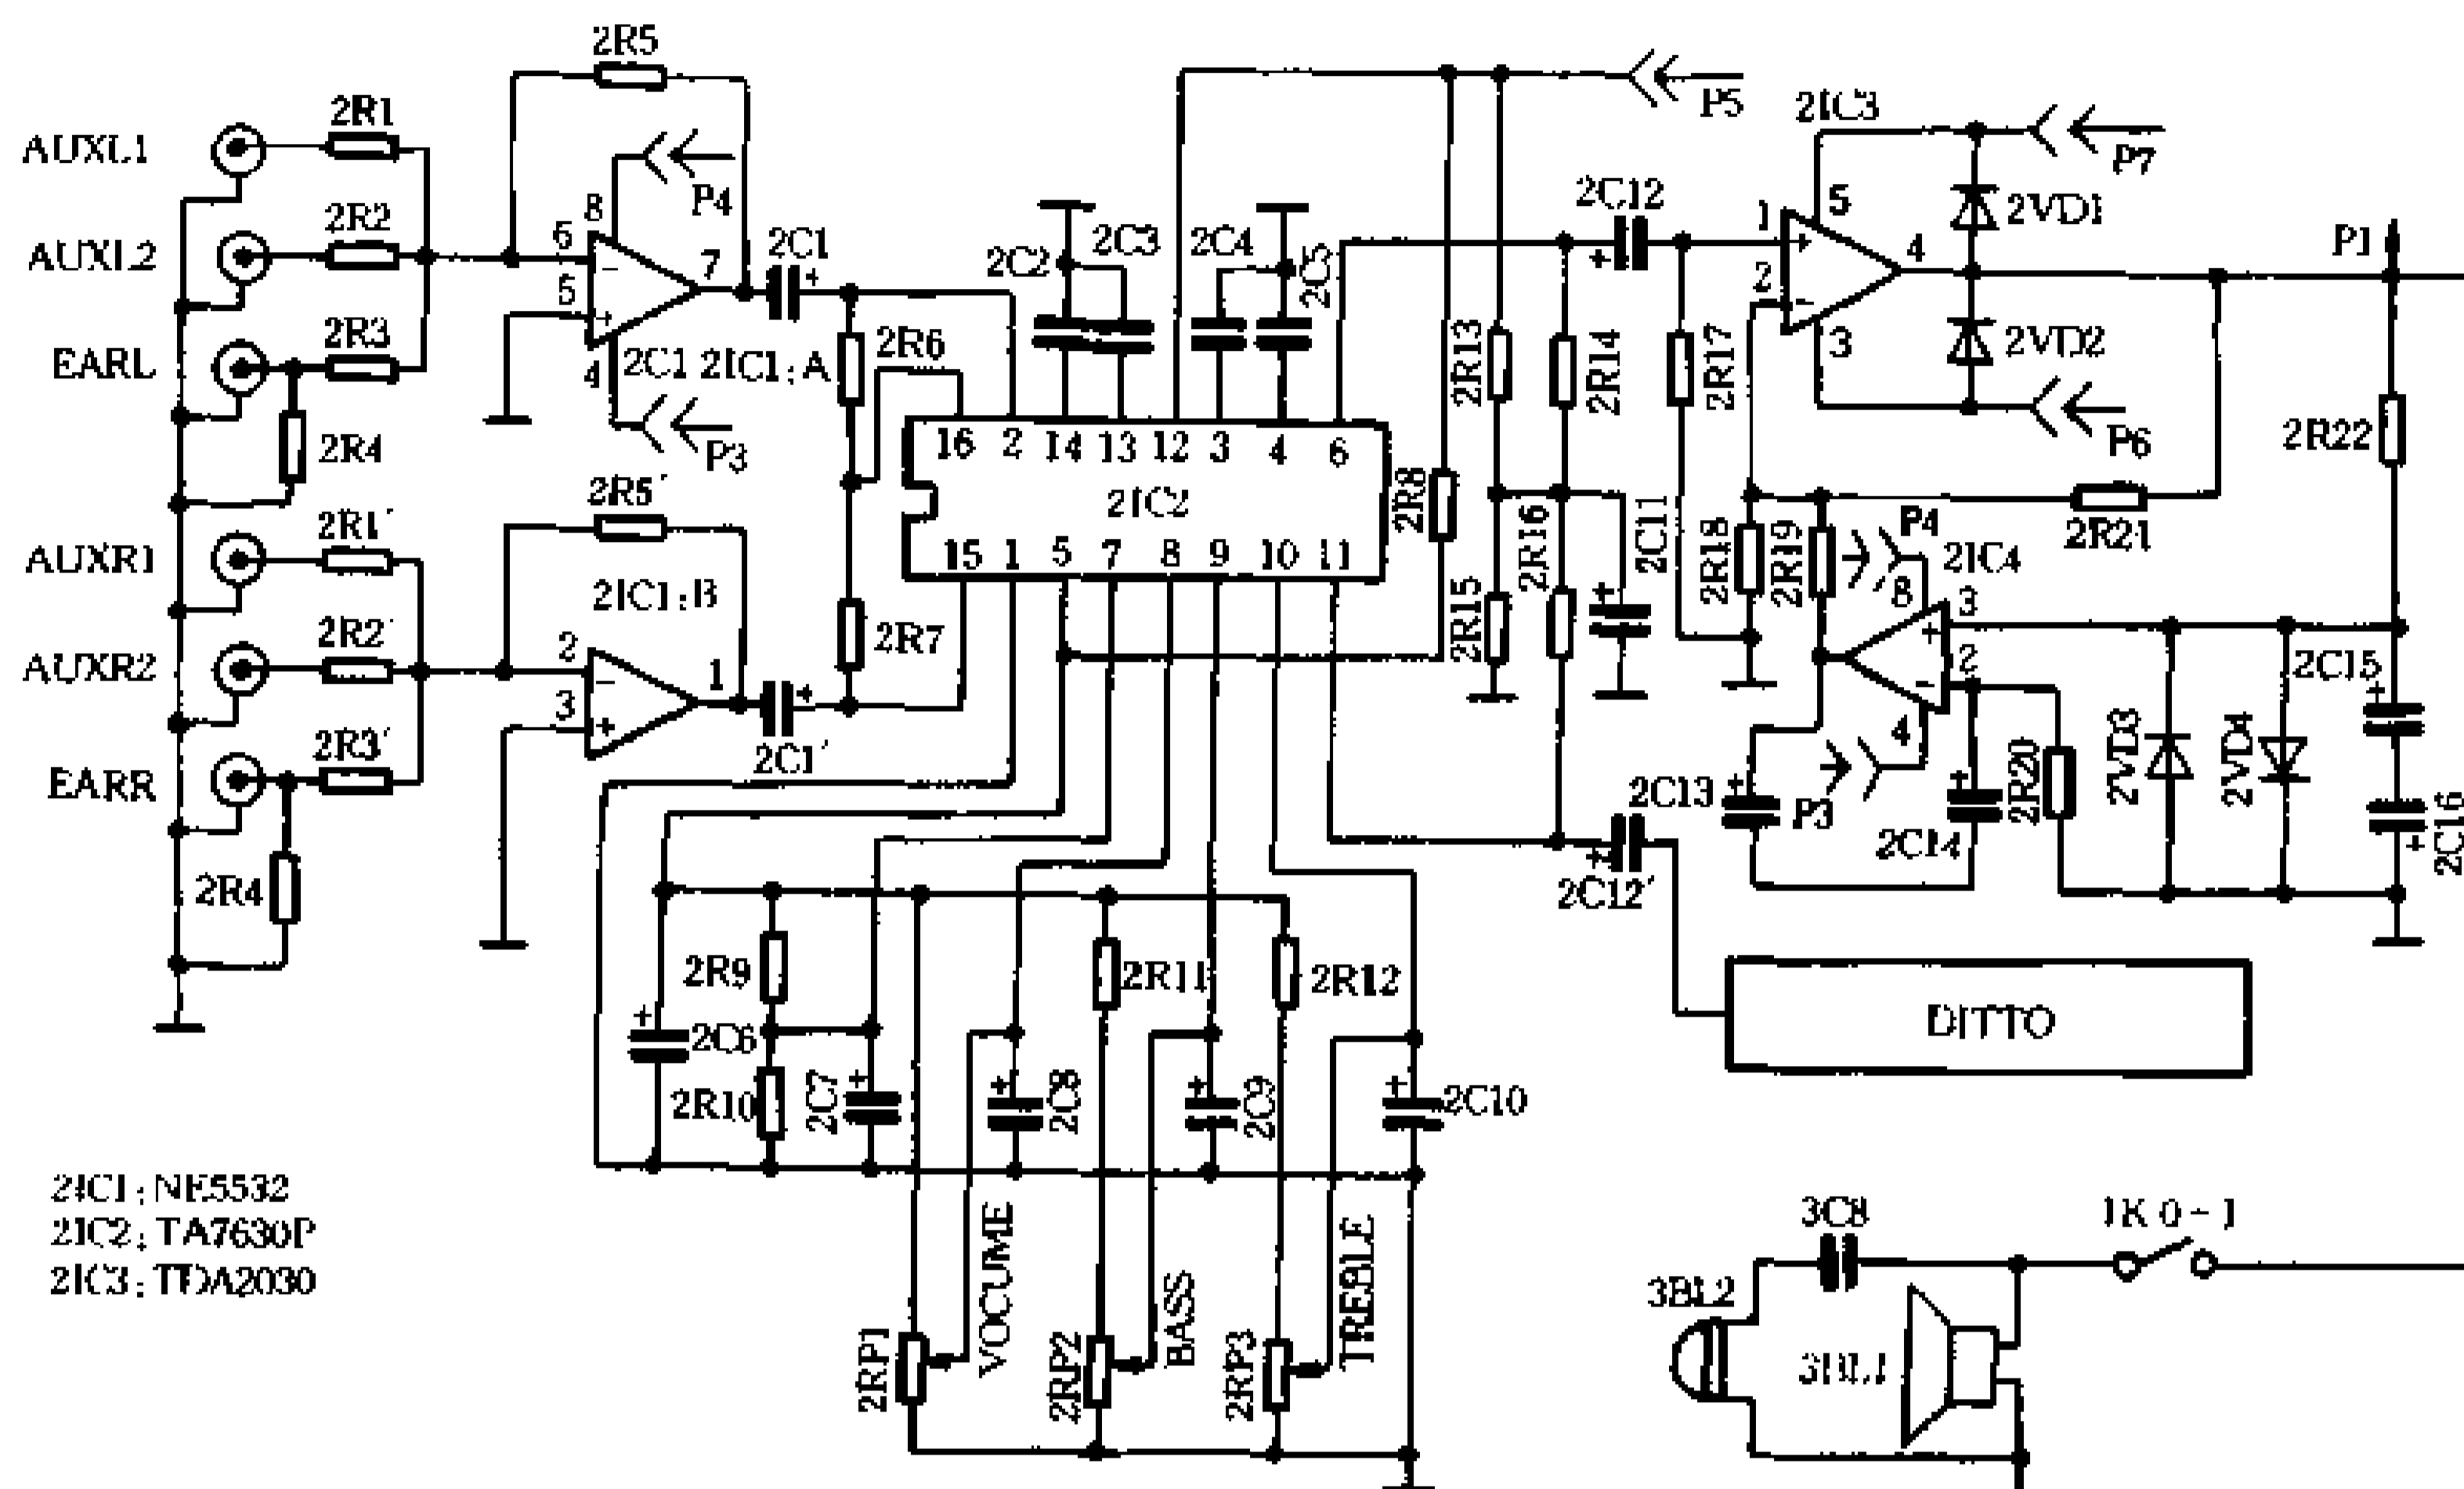 2R5
2R1
AUXL1
P4
P5
2IC3
P7
2R2
AUXL2
8
6
5
7
2C1
+
2C2
2C3
2C4
2C5
2C12
+
1
2
5
4
3
2VD1
P1
2R3
EARL
2C1
2IC1:A
4
P3
2R6
2R13
2R14
2R17
2VD2
P6
2R22
2R4
16 2 14 13 12 3 4 6
2IC2
15 1 5 7 8 9 10 11
2R8
2R5′
2R1′
AUXR1
2IC1:B
2R16
2C11
2R18
2R19
P4
2IC4
2R21
8
3
2
4
2R2′
AUXR2
2
3
1
2R7
2R15
2C15
+
2R3′
EARR
2C1′
+
2VD3
2VD4
2R20
2C13
P3
2C14
2C16
2R4
2C12′
2R9
2R11
2R12
DITTO
2C6
2R10
2C7
2C8
2C9
2C10
2IC1:NE5532
2IC2:TA7630P
2IC3:TDA2030
2RP1
VOCUME
2RP2
BASS
2RP3
TREBLE
3C8
1K 0-1
3BL2
3BL1